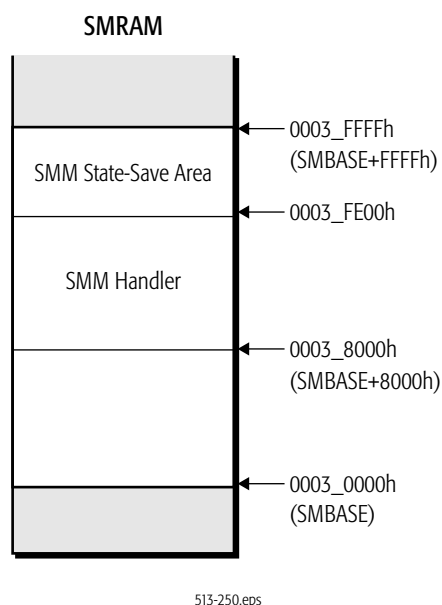 SMRAM
0003_FFFFh
(SMBASE+FFFFh)
SMM State-Save Area
0003_FE00h
SMM Handler
0003_8000h
(SMBASE+8000h)
0003_0000h
(SMBASE)
513-250.eps